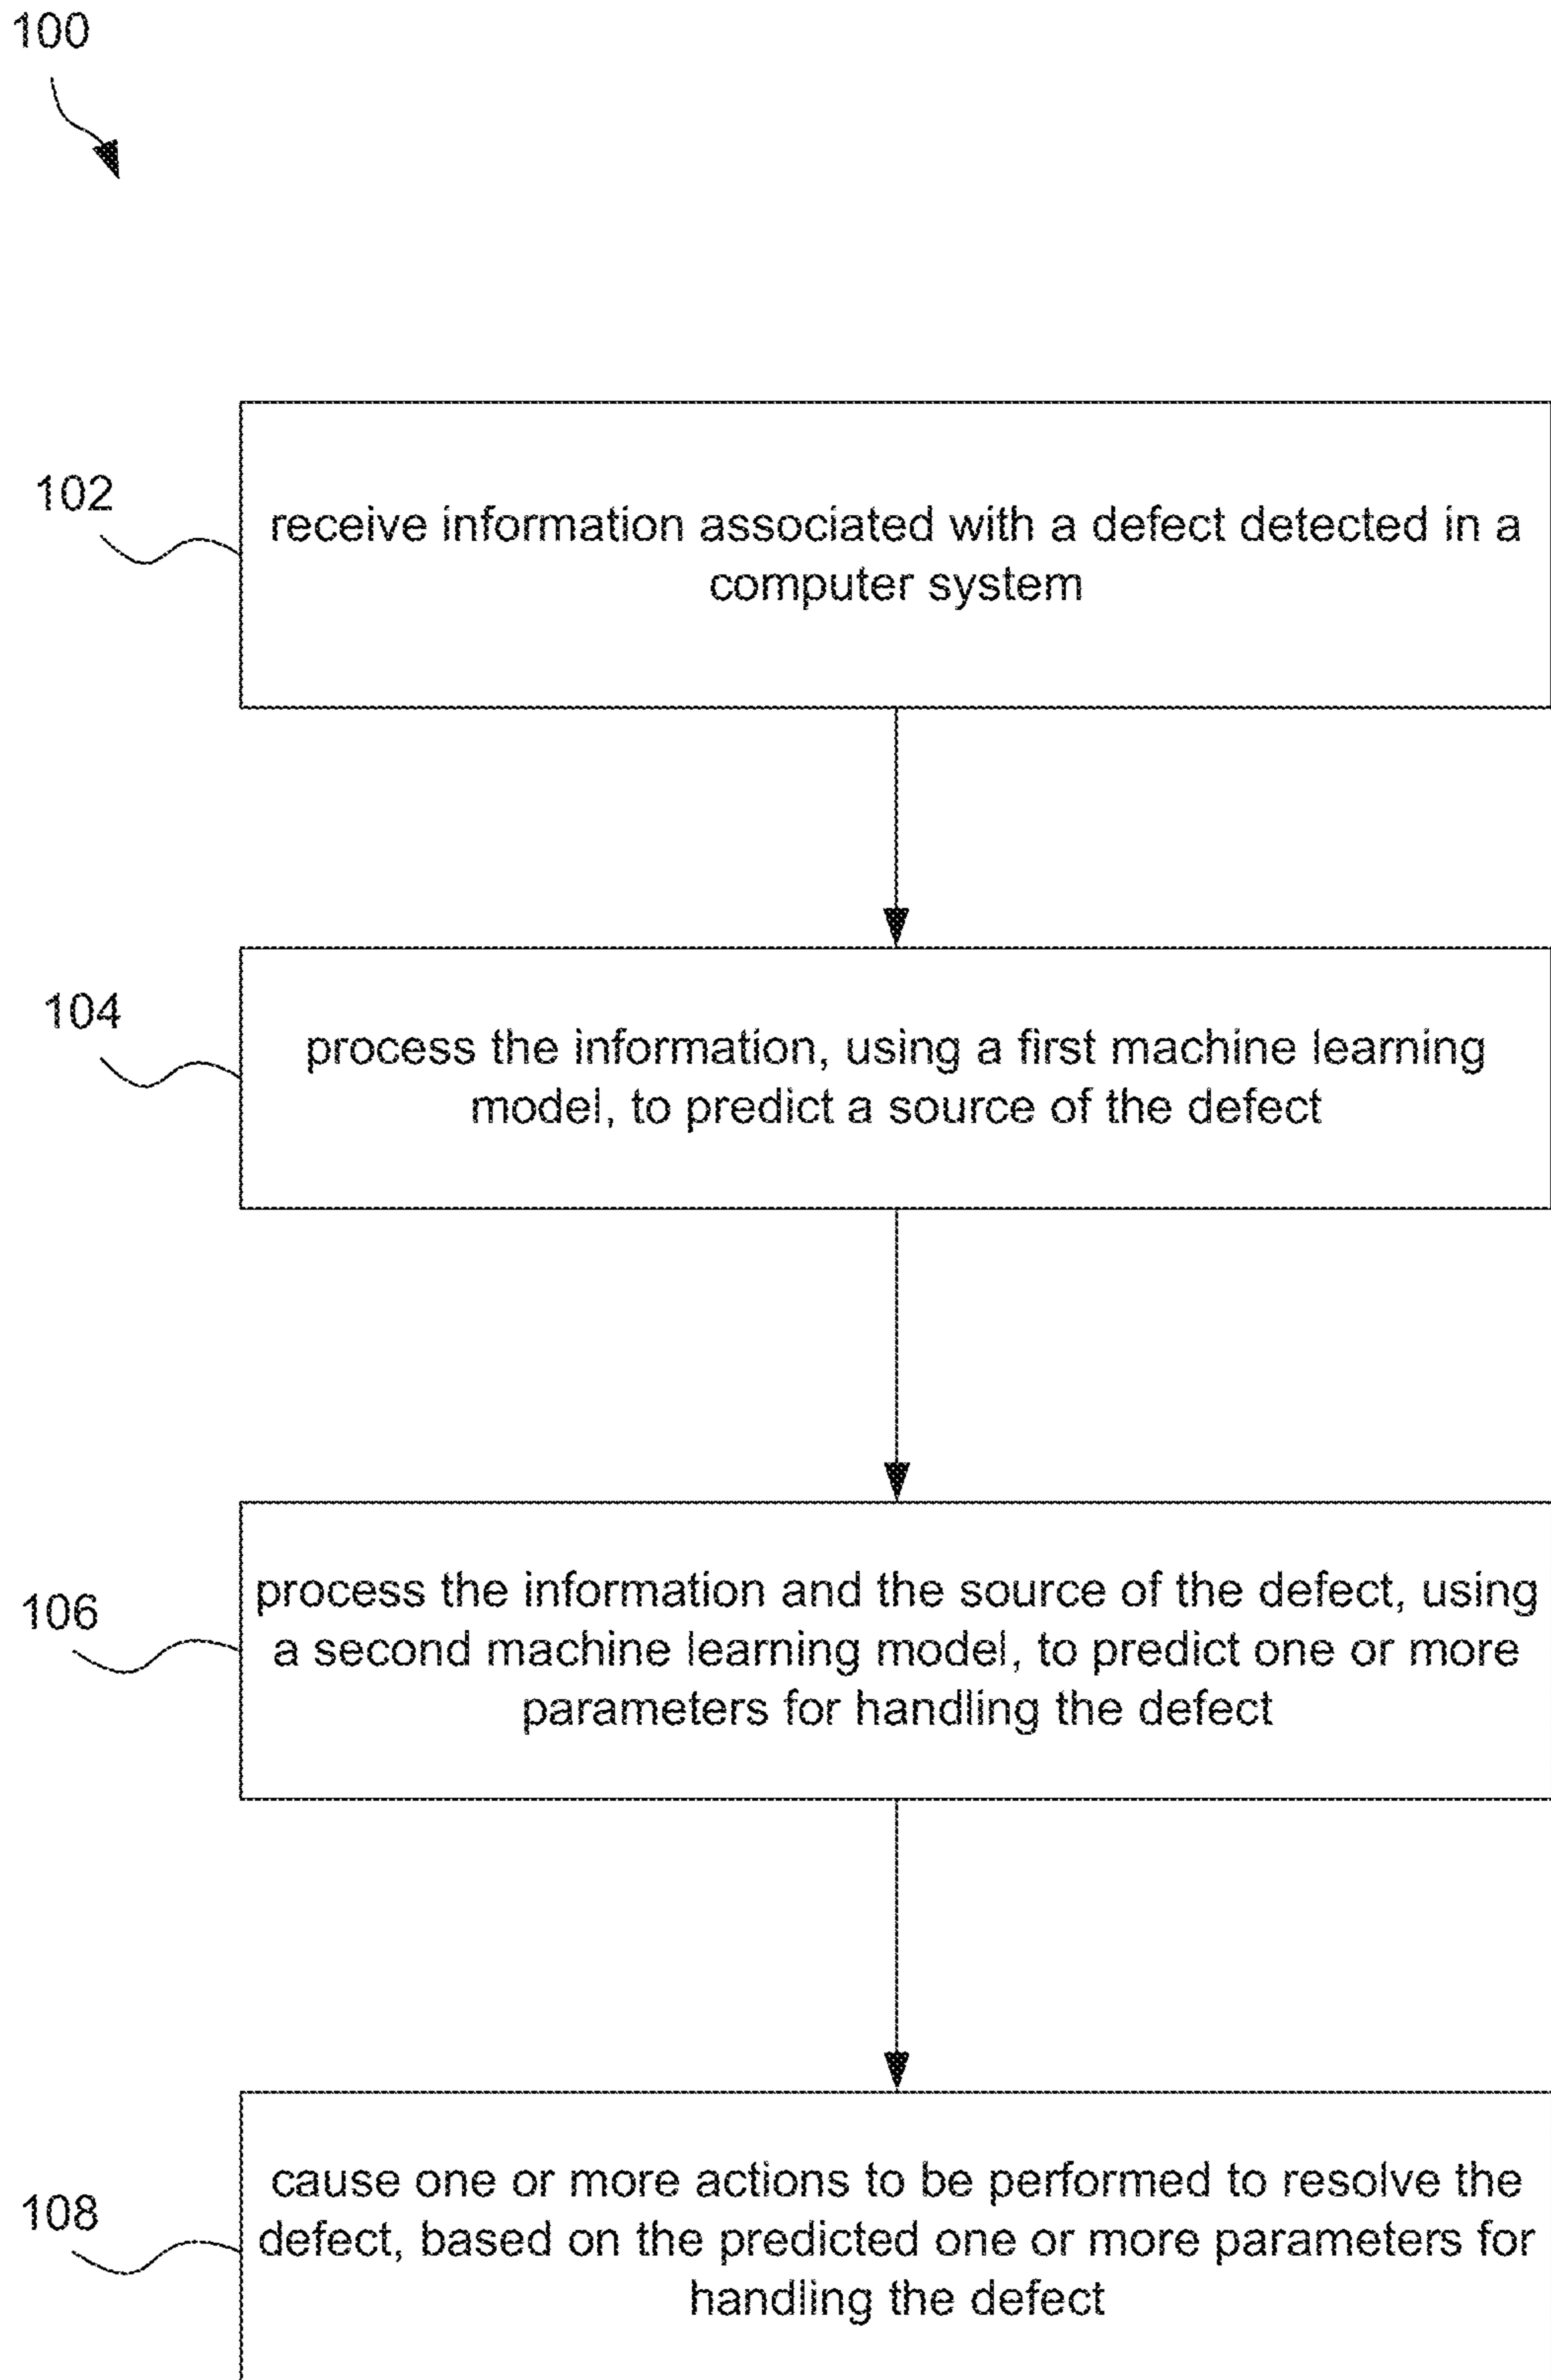 100
102
receive information associated with a defect detected in a
computer system
104
process the information, using a first machine learning
model, to predict a source of the defect
106
process the information and the source of the defect, using
a second machine learning model, to predict one or more
parameters for handling the defect
108
cause one or more actions to be performed to resolve the
defect, based on the predicted one or more parameters for
handling the defect